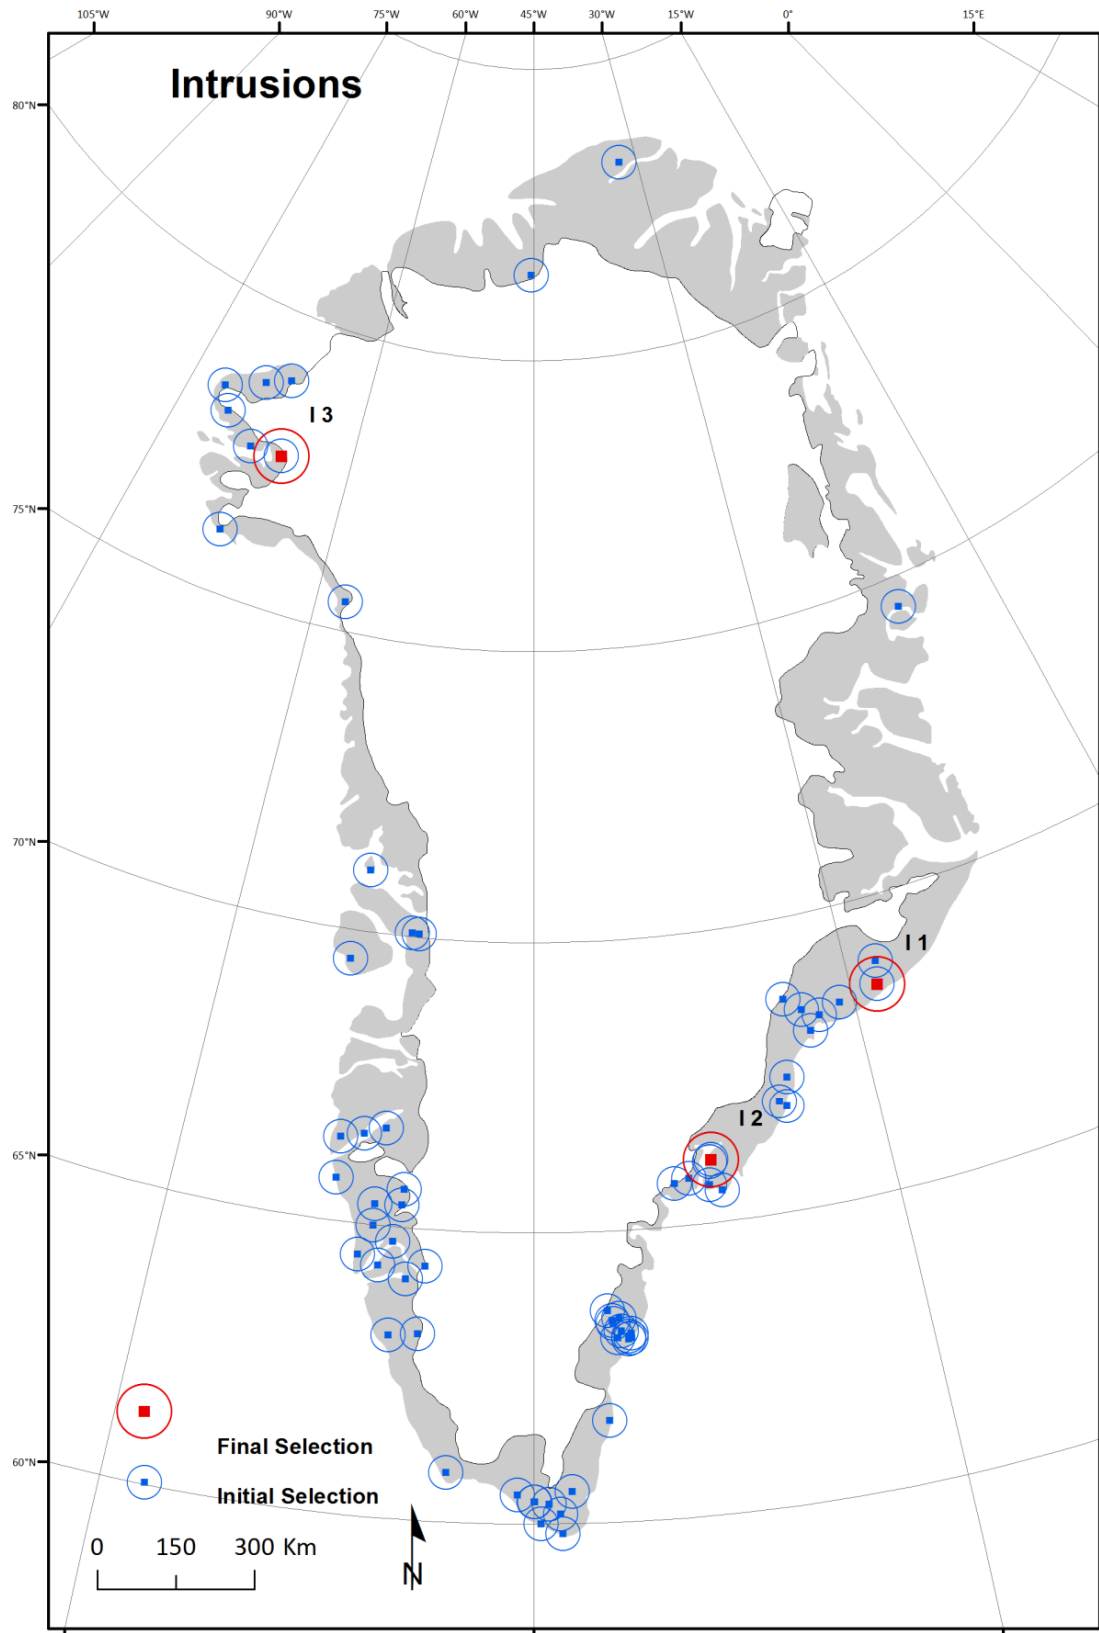 105°W 90°W 75°W 60°W 45°W 30°W 15°W 0° 15°E
Intrusions
80°N
I 3
75°N
70°N
I 1
I 2
65°N
Final Selection
60°N
Initial Selection
0 150 300 Km
N